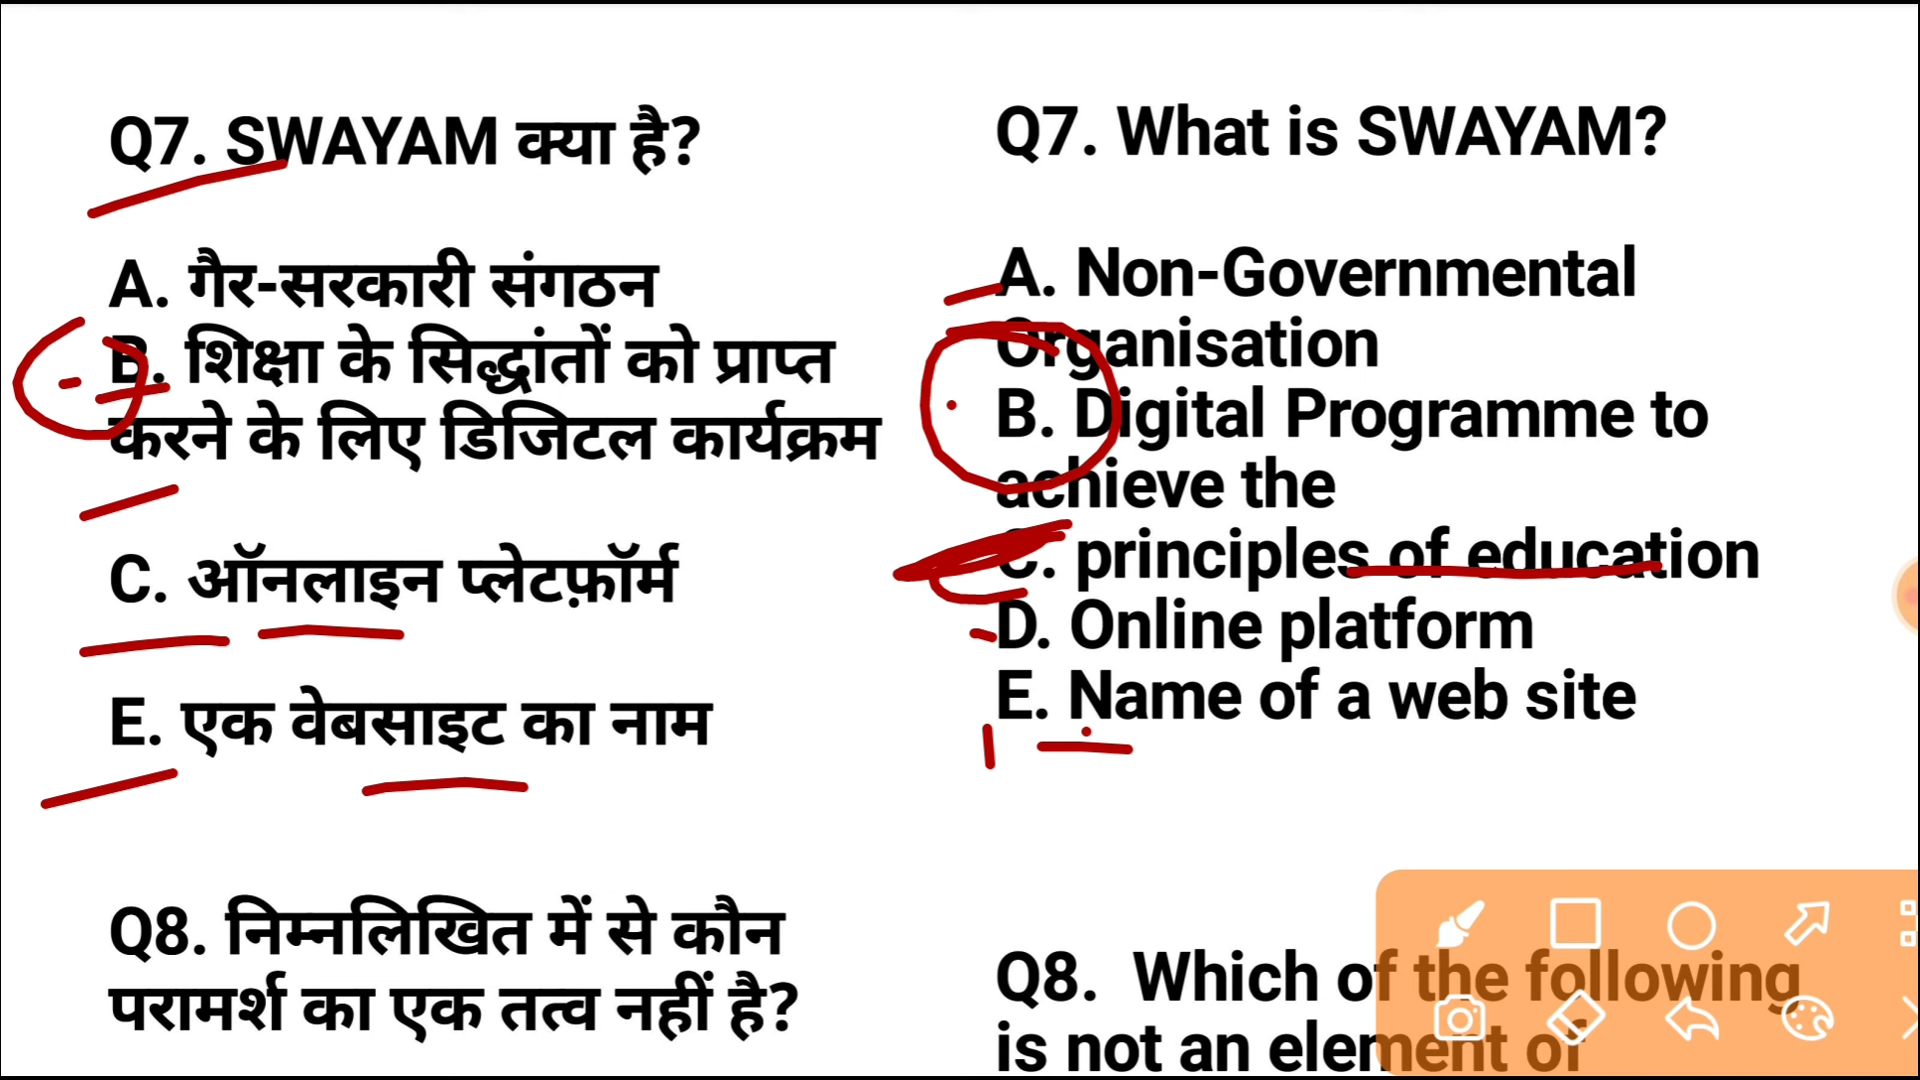 Q7. SWAYAM क्या है?
A. गैर-सरकारी संगठन
B. शिक्षा के सिद्धांतों को प्राप्त
करने के लिए डिजिटल कार्यक्रम
C. ऑनलाइन प्लेटफ़ॉर्म
E. एक वेबसाइट का नाम
Q8. निम्नलिखित में से कौन
परामर्श का एक तत्व नहीं है?
Q7. What is SWAYAM?
A. Non-Governmental
Organisation
B. Digital Programme to
achieve the
C. principles of education
D. Online platform
E. Name of a web site
Q8. Which of the following
is not an element of